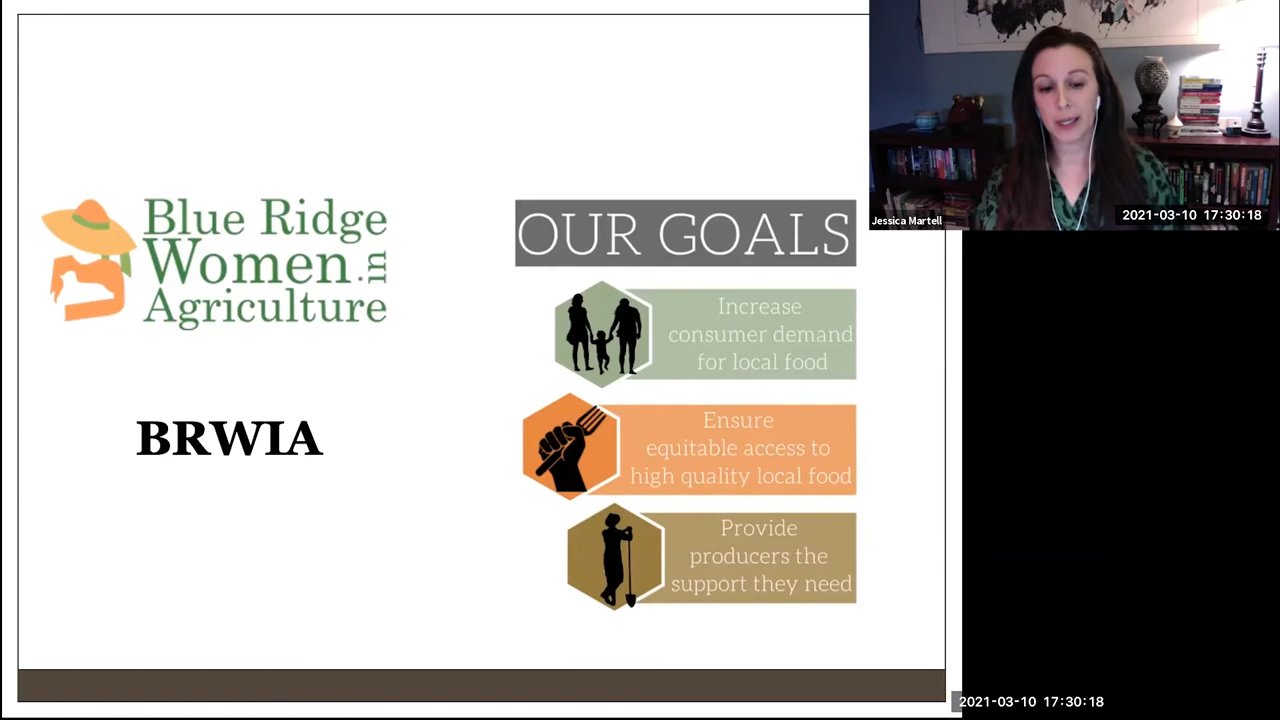 Blue Ridge
Women in
Agriculture
BRWIA
OUR GOALS
Increase
consumer demand
for local food
Ensure
equitable access to
high quality local food
Provide
producers the
support they need
Jessica Martell
2021-03-10 17:30:18
2021-03-10 17:30:18